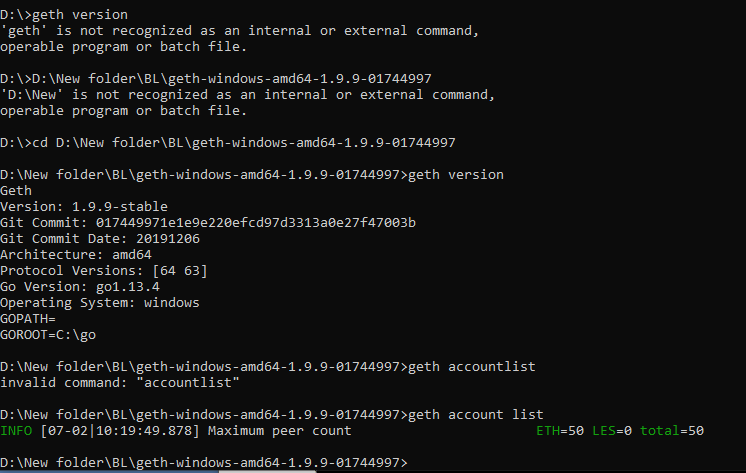 D:\>geth version
'geth' is not recognized as an internal or external command,
operable program or batch file.
D:\>D:\New folder\BL\geth-windows-amd64-1.9.9-01744997
'D:\New' is not recognized as an internal or external command,
operable program or batch file.
D:\>cd D:\New folder\BL\geth-windows-amd64-1.9.9-01744997
D:\New folder\BL\geth-windows-amd64-1.9.9-01744997>geth version
Geth
Version: 1.9.9-stable
Git Commit: 017449971e1e9e220efcd97d3313a0e27f47003b
Git Commit Date: 20191206
Architecture: amd64
Protocol Versions: [64 63]
Go Version: go1.13.4
Operating System: windows
GOPATH=
GOROOT=C:\go
D:\New folder\BL\geth-windows-amd64-1.9.9-01744997>geth accountlist
invalid command: "accountlist"
D:\New folder\BL\geth-windows-amd64-1.9.9-01744997>geth account list
INFO [07-02|10:19:49.878] Maximum peer count                       ETH=50 LES=0 total=50
D:\New folder\BL\geth-windows-amd64-1.9.9-01744997>